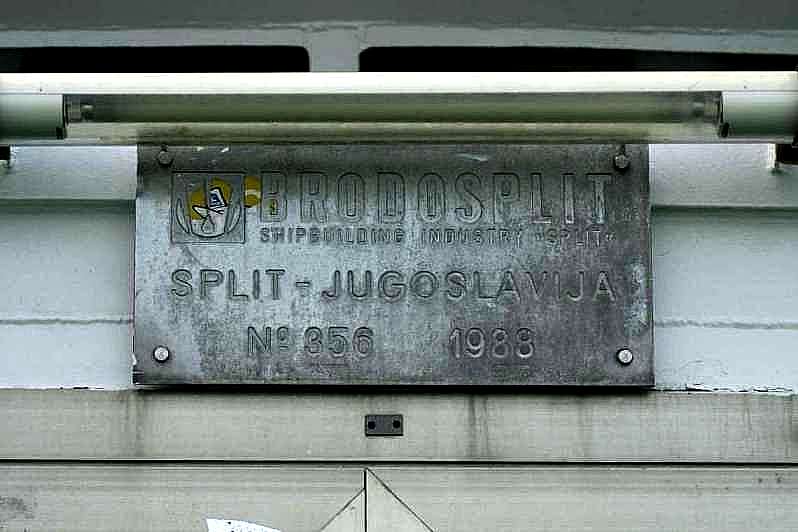 BRODOSPLIT
SHIPBUILDING INDUSTRY "SPLIT"
SPLIT - JUGOSLAVIJA
Nº 356 1988